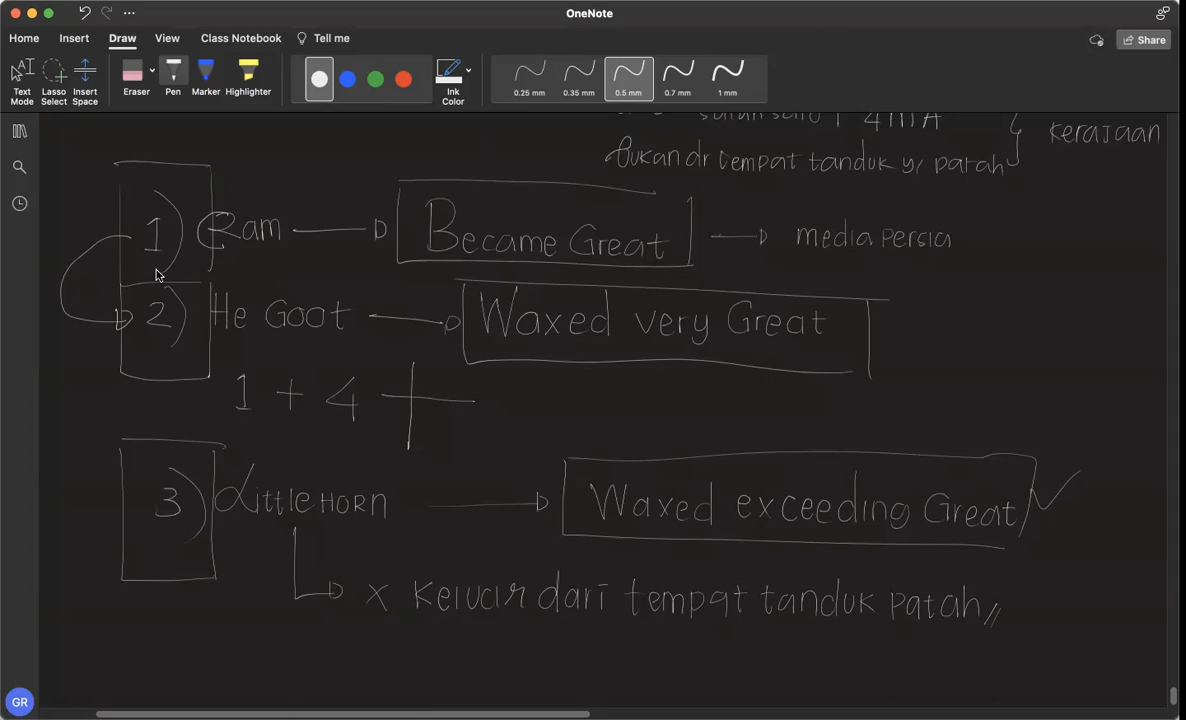 OneNote
Home Insert Draw View Class Notebook Tell me
Share
Text Mode
Lasso Select
Insert Space
Eraser
Pen
Marker
Highlighter
Ink Color
0.25 mm
0.35 mm
0.5 mm
0.7 mm
1 mm
4 mA
kerajaan
Bukan dr tempat tanduk yg patah
1) Ram Became Great media persia
2) He Goat Waxed very Great
1 + 4
3) Little HORN Waxed exceeding Great
x Keluar dari tempat tanduk patah
GR